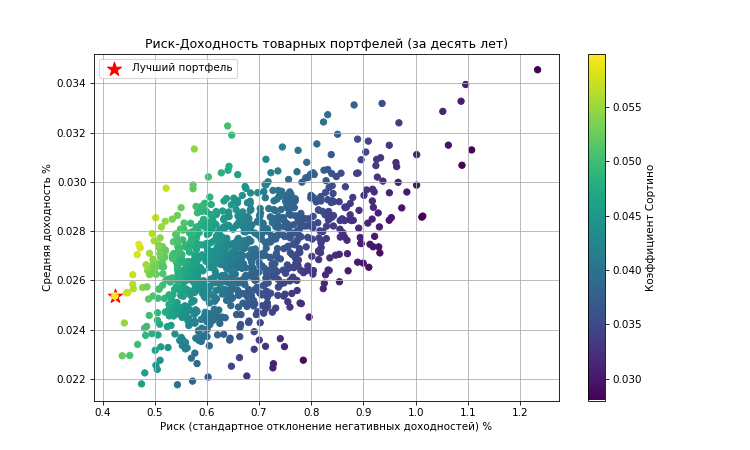 Риск-Доходность товарных портфелей (за десять лет)
Лучший портфель
Средняя доходность %
0.034
0.032
0.030
0.028
0.026
0.024
0.022
0.4 0.5 0.6 0.7 0.8 0.9 1.0 1.1 1.2
Риск (стандартное отклонение негативных доходностей) %
0.055
0.050
0.045
0.040
0.035
0.030
Коэффициент Сортино